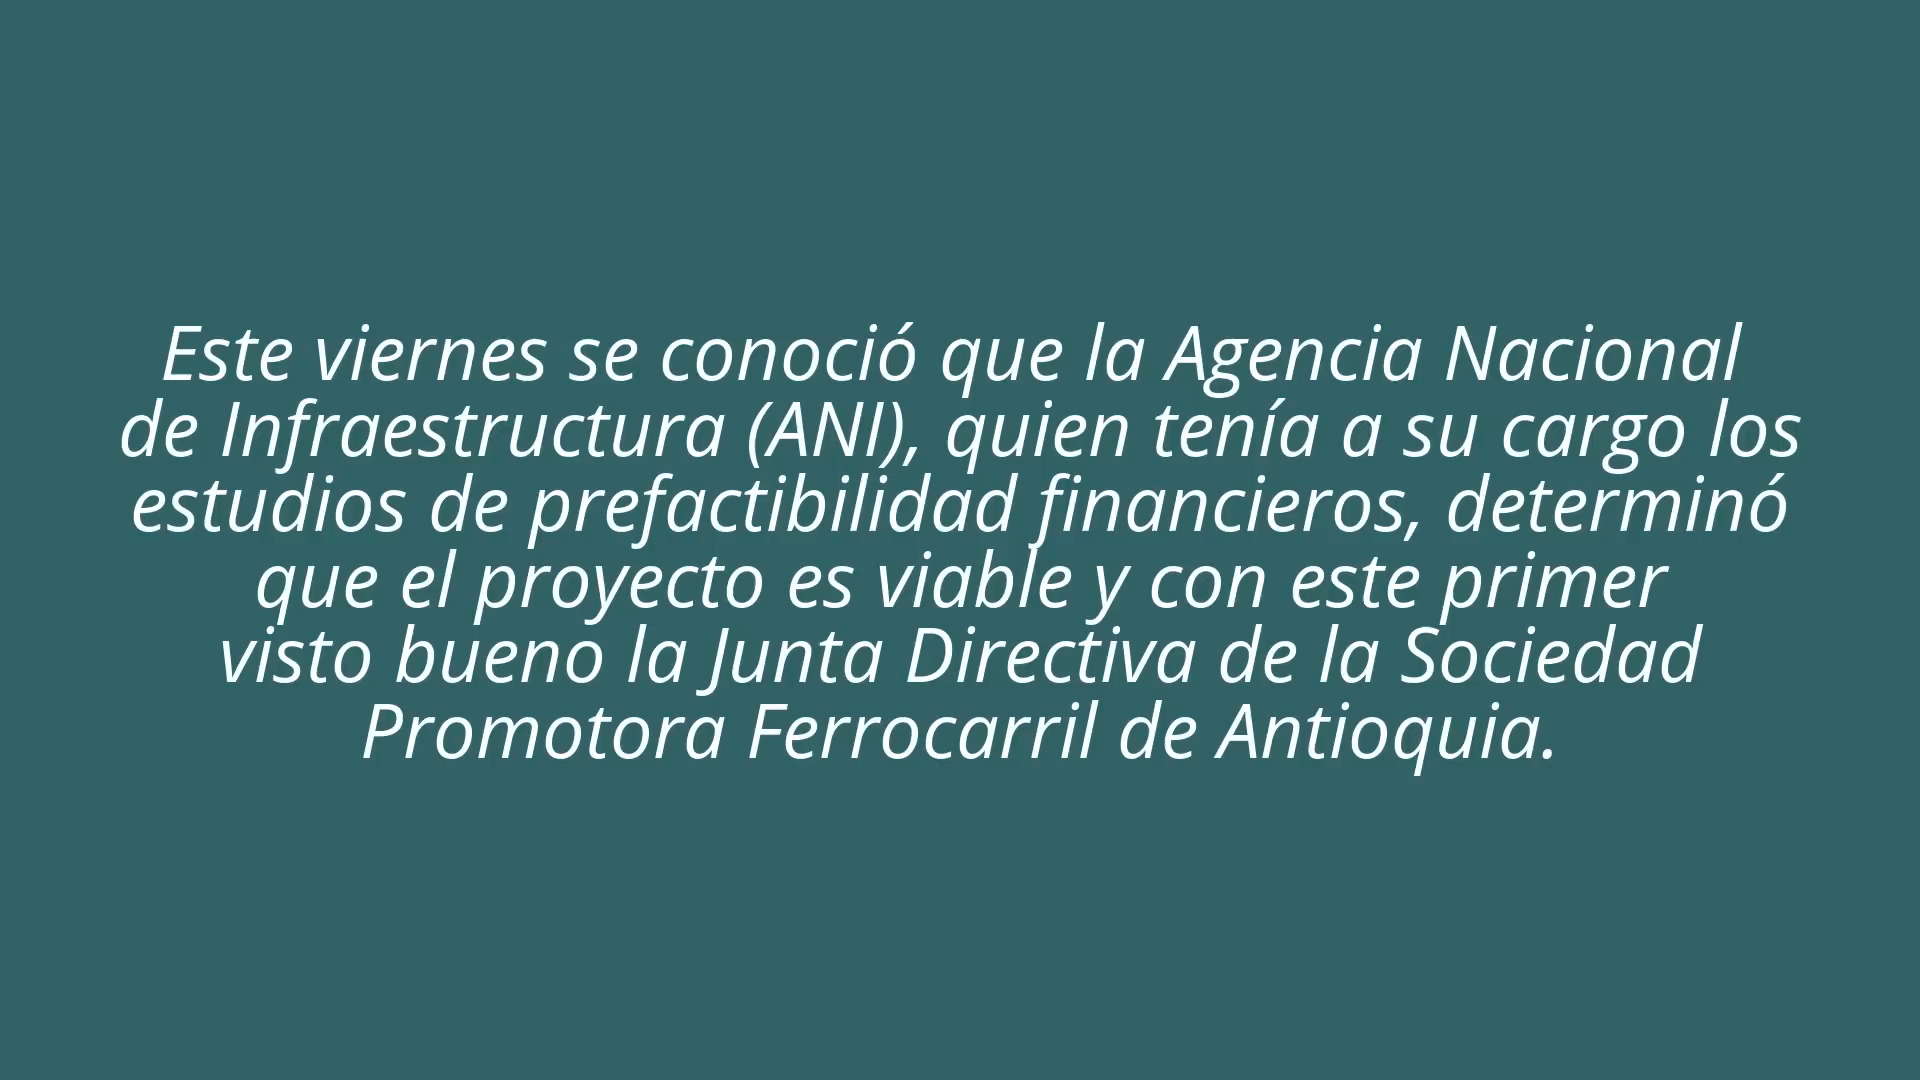 Este viernes se conoció que la Agencia Nacional
de Infraestructura (ANI), quien tenía a su cargo los
estudios de prefactibilidad financieros, determinó
que el proyecto es viable y con este primer
visto bueno la Junta Directiva de la Sociedad
Promotora Ferrocarril de Antioquia.